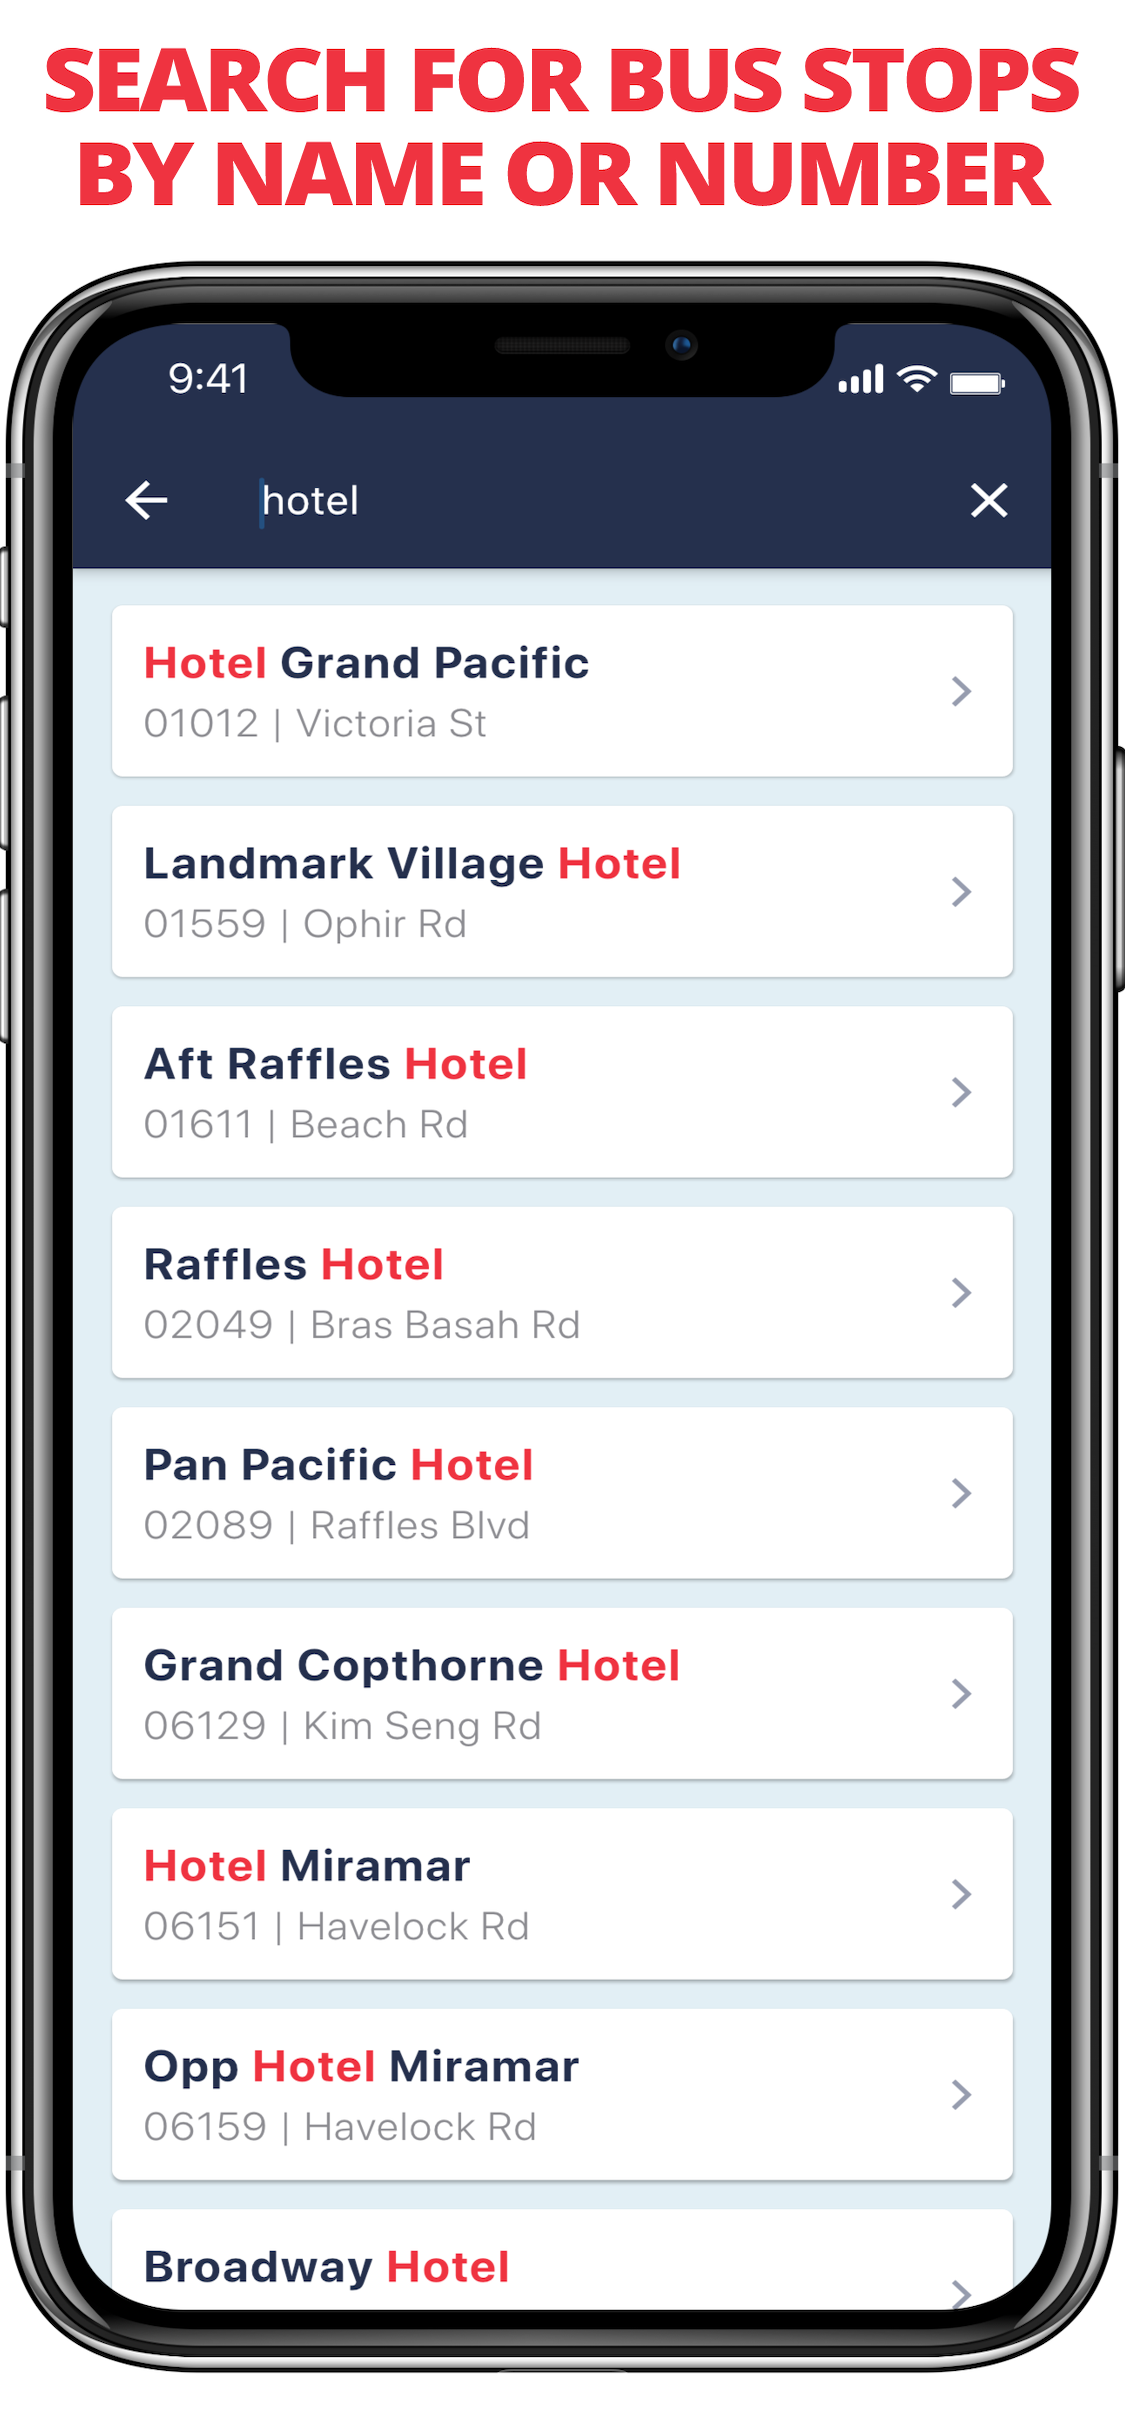 SEARCH FOR BUS STOPS
BY NAME OR NUMBER
9:41
hotel
Hotel Grand Pacific
01012 | Victoria St
Landmark Village Hotel
01559 | Ophir Rd
Aft Raffles Hotel
01611 | Beach Rd
Raffles Hotel
02049 | Bras Basah Rd
Pan Pacific Hotel
02089 | Raffles Blvd
Grand Copthorne Hotel
06129 | Kim Seng Rd
Hotel Miramar
06151 | Havelock Rd
Opp Hotel Miramar
06159 | Havelock Rd
Broadway Hotel